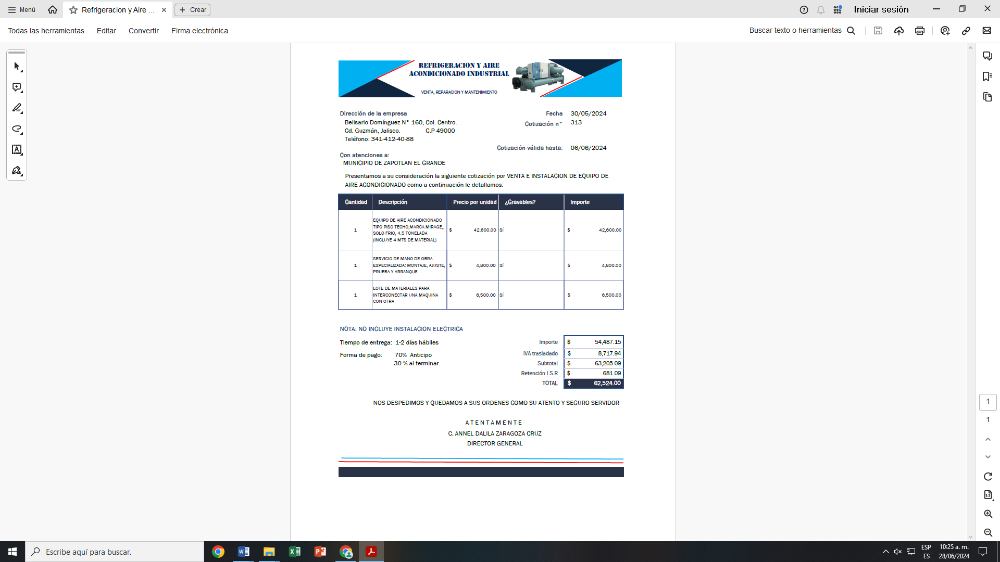 Menú
Refrigeracion y Aire ...
Crear
Iniciar sesión
Todas las herramientas
Editar
Convertir
Firma electrónica
Buscar texto o herramientas
REFRIGERACION Y AIRE
ACONDICIONADO INDUSTRIAL
VENTA, REPARACION Y MANTENIMIENTO
Dirección de la empresa
Fecha 30/05/2024
Belisario Domínguez N° 160, Col. Centro.
Cotización n° 313
Cd. Guzmán, Jalisco. C.P 49000
Teléfono: 341-412-40-88
Cotización válida hasta: 06/06/2024
Con atenciones a:
MUNICIPIO DE ZAPOTLAN EL GRANDE
Presentamos a su consideración la siguiente cotización por VENTA E INSTALACION DE EQUIPO DE
AIRE ACONDICIONADO como a continuación le detallamos:
Cantidad Descripción Precio por unidad ¿Gravables? Importe
EQUIPO DE AIRE ACONDICIONADO
TIPO PISO TECHO,MARCA MIRAGE,,
1 $ 42,600.00 Sí $ 42,600.00
SOLO FRIO, 4.5 TONELADA
(INCLUYE 4 MTS DE MATERIAL)
SERVICIO DE MANO DE OBRA
1 ESPECIALIZADA: MONTAJE, AJUSTE, $ 4,800.00 Sí $ 4,800.00
PRUEBA Y ARRANQUE
LOTE DE MATERIALES PARA
1 INTERCONECTAR UNA MAQUINA $ 6,500.00 Sí $ 6,500.00
CON OTRA
NOTA: NO INCLUYE INSTALACION ELECTRICA
Tiempo de entrega: 1-2 días hábiles
Importe $ 54,487.15
Forma de pago: 70% Anticipo
IVA trasladado $ 8,717.94
30 % al terminar.
Subtotal $ 63,205.09
Retención I.S.R $ 681.09
TOTAL $ 62,524.00
NOS DESPEDIMOS Y QUEDAMOS A SUS ORDENES COMO SU ATENTO Y SEGURO SERVIDOR
A T E N T A M E N T E
C. ANNEL DALILA ZARAGOZA CRUZ
DIRECTOR GENERAL
1
1
Escribe aquí para buscar.
ESP
ES
10:25 a. m.
28/06/2024